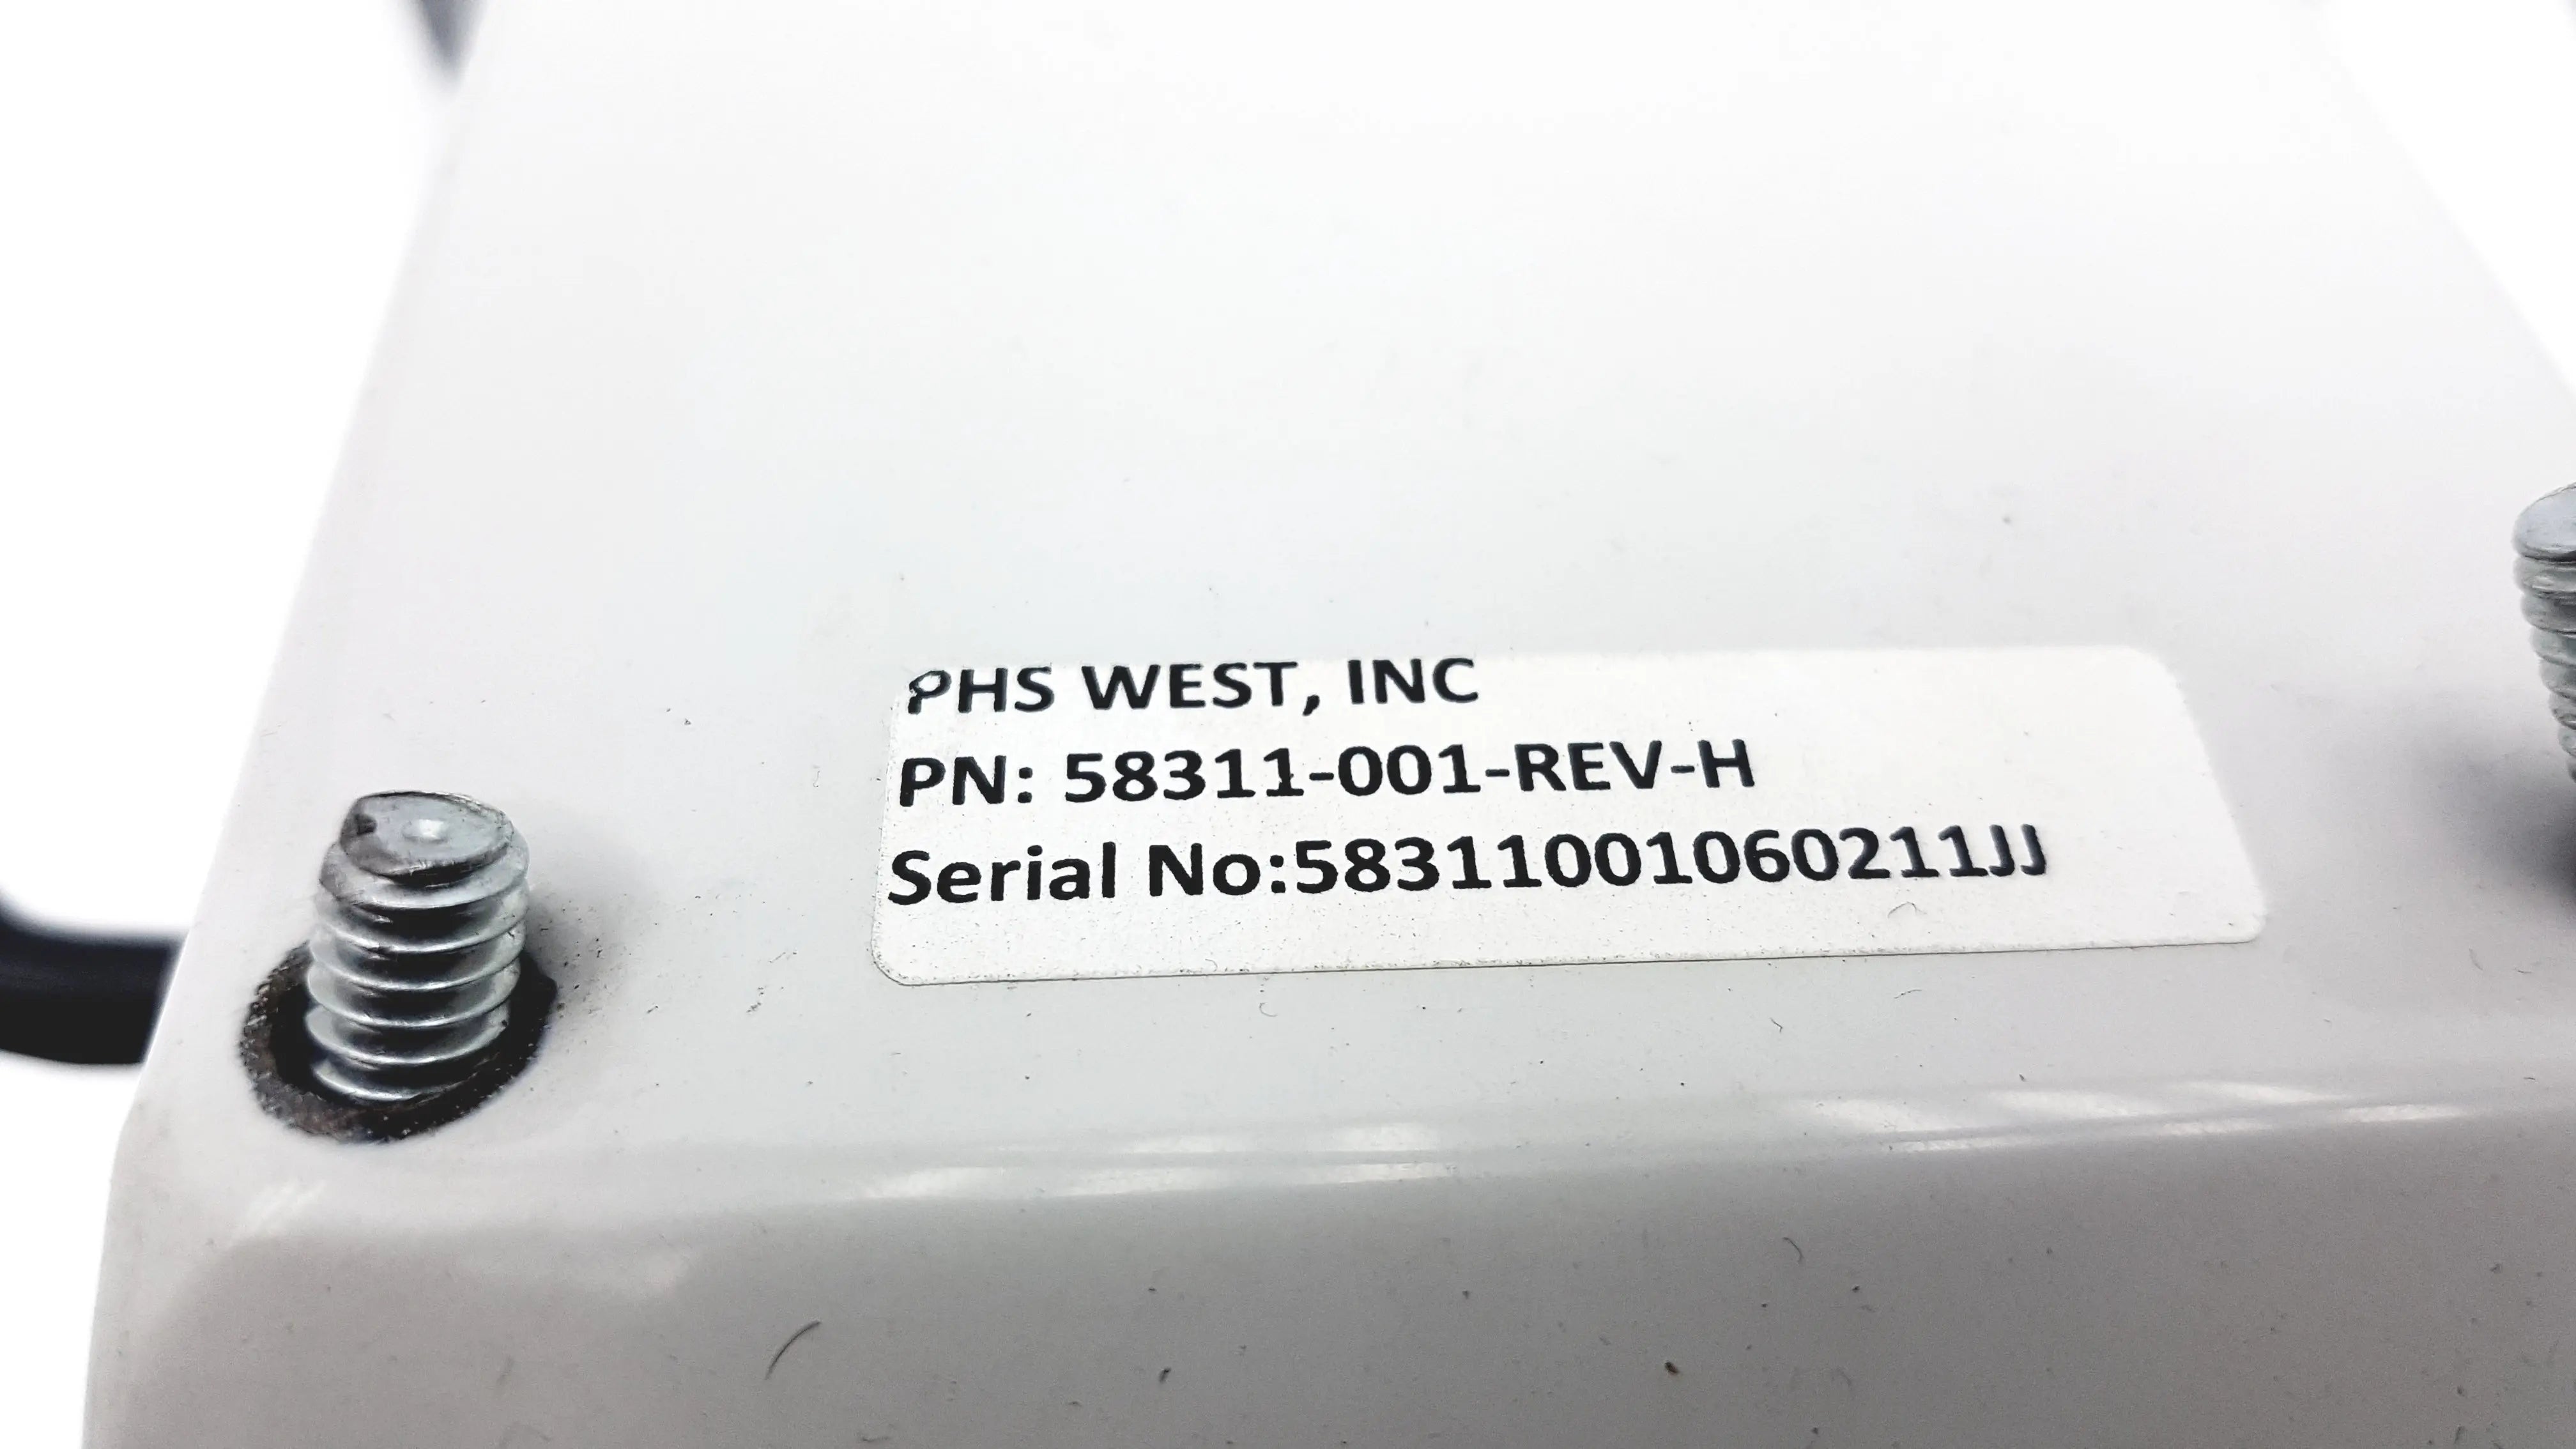 PHS WEST, INC
PN: 58311-001-REV-H
Serial No:58311001060211JJ